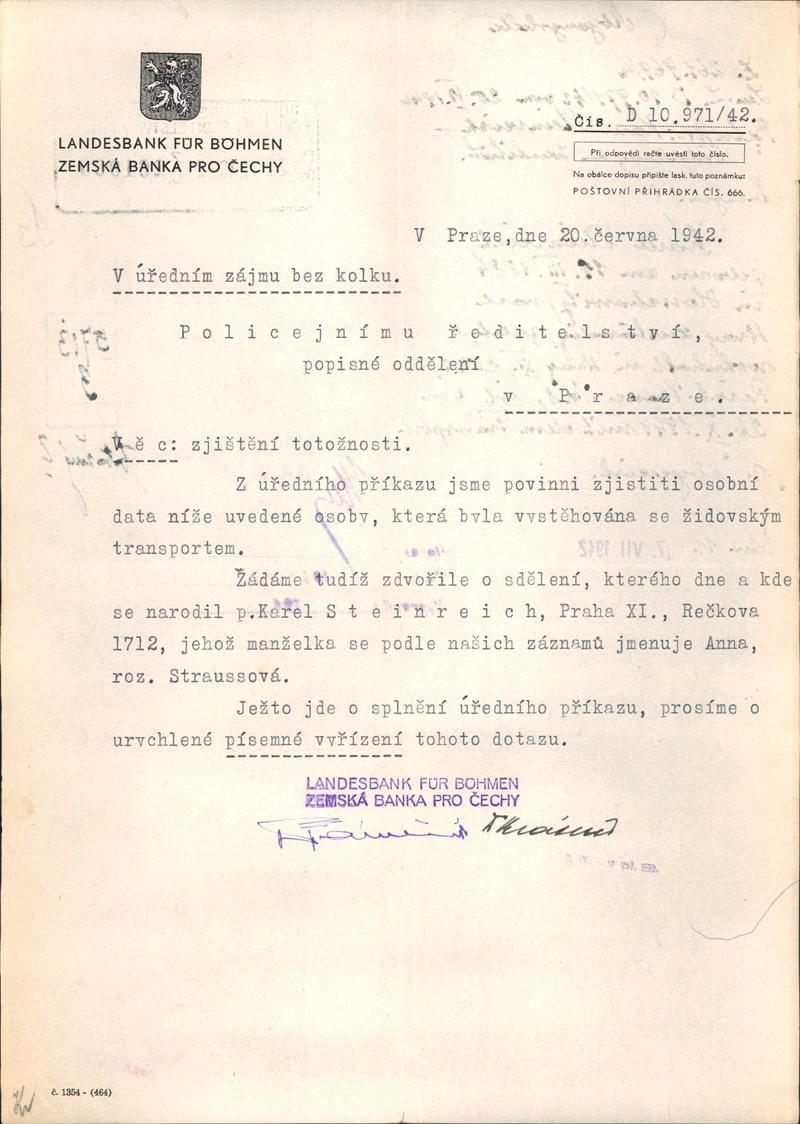 LANDESBANK FÜR BÖHMEN
ZEMSKÁ BANKA PRO ČECHY
Čís. D 10.971/42.
Při odpovědi račte uvésti toto číslo.
Na obálce dopisu připište lask. tuto poznámku:
POŠTOVNÍ PŘIHRÁDKA ČÍS. 666.
V Praze,dne 20.června 1942.
V úředním zájmu bez kolku.
Policejnímu ředitelství,
popisné oddělení
v Praze.
Věc: zjištění totožnosti.
Z úředního příkazu jsme povinni zjistiti osobní
data níže uvedené osoby, která byla vystěhována se židovským
transportem.
Žádáme tudíž zdvořile o sdělení, kterého dne a kde
se narodil p.Karel Steinreich, Praha XI., Rečkova
1712, jehož manželka se podle našich záznamů jmenuje Anna,
roz. Straussová.
Ježto jde o splnění úředního příkazu, prosíme o
urychlené písemné vyřízení tohoto dotazu.
LANDESBANK FÜR BÖHMEN
ZEMSKÁ BANKA PRO ČECHY
č. 1354 - (464)